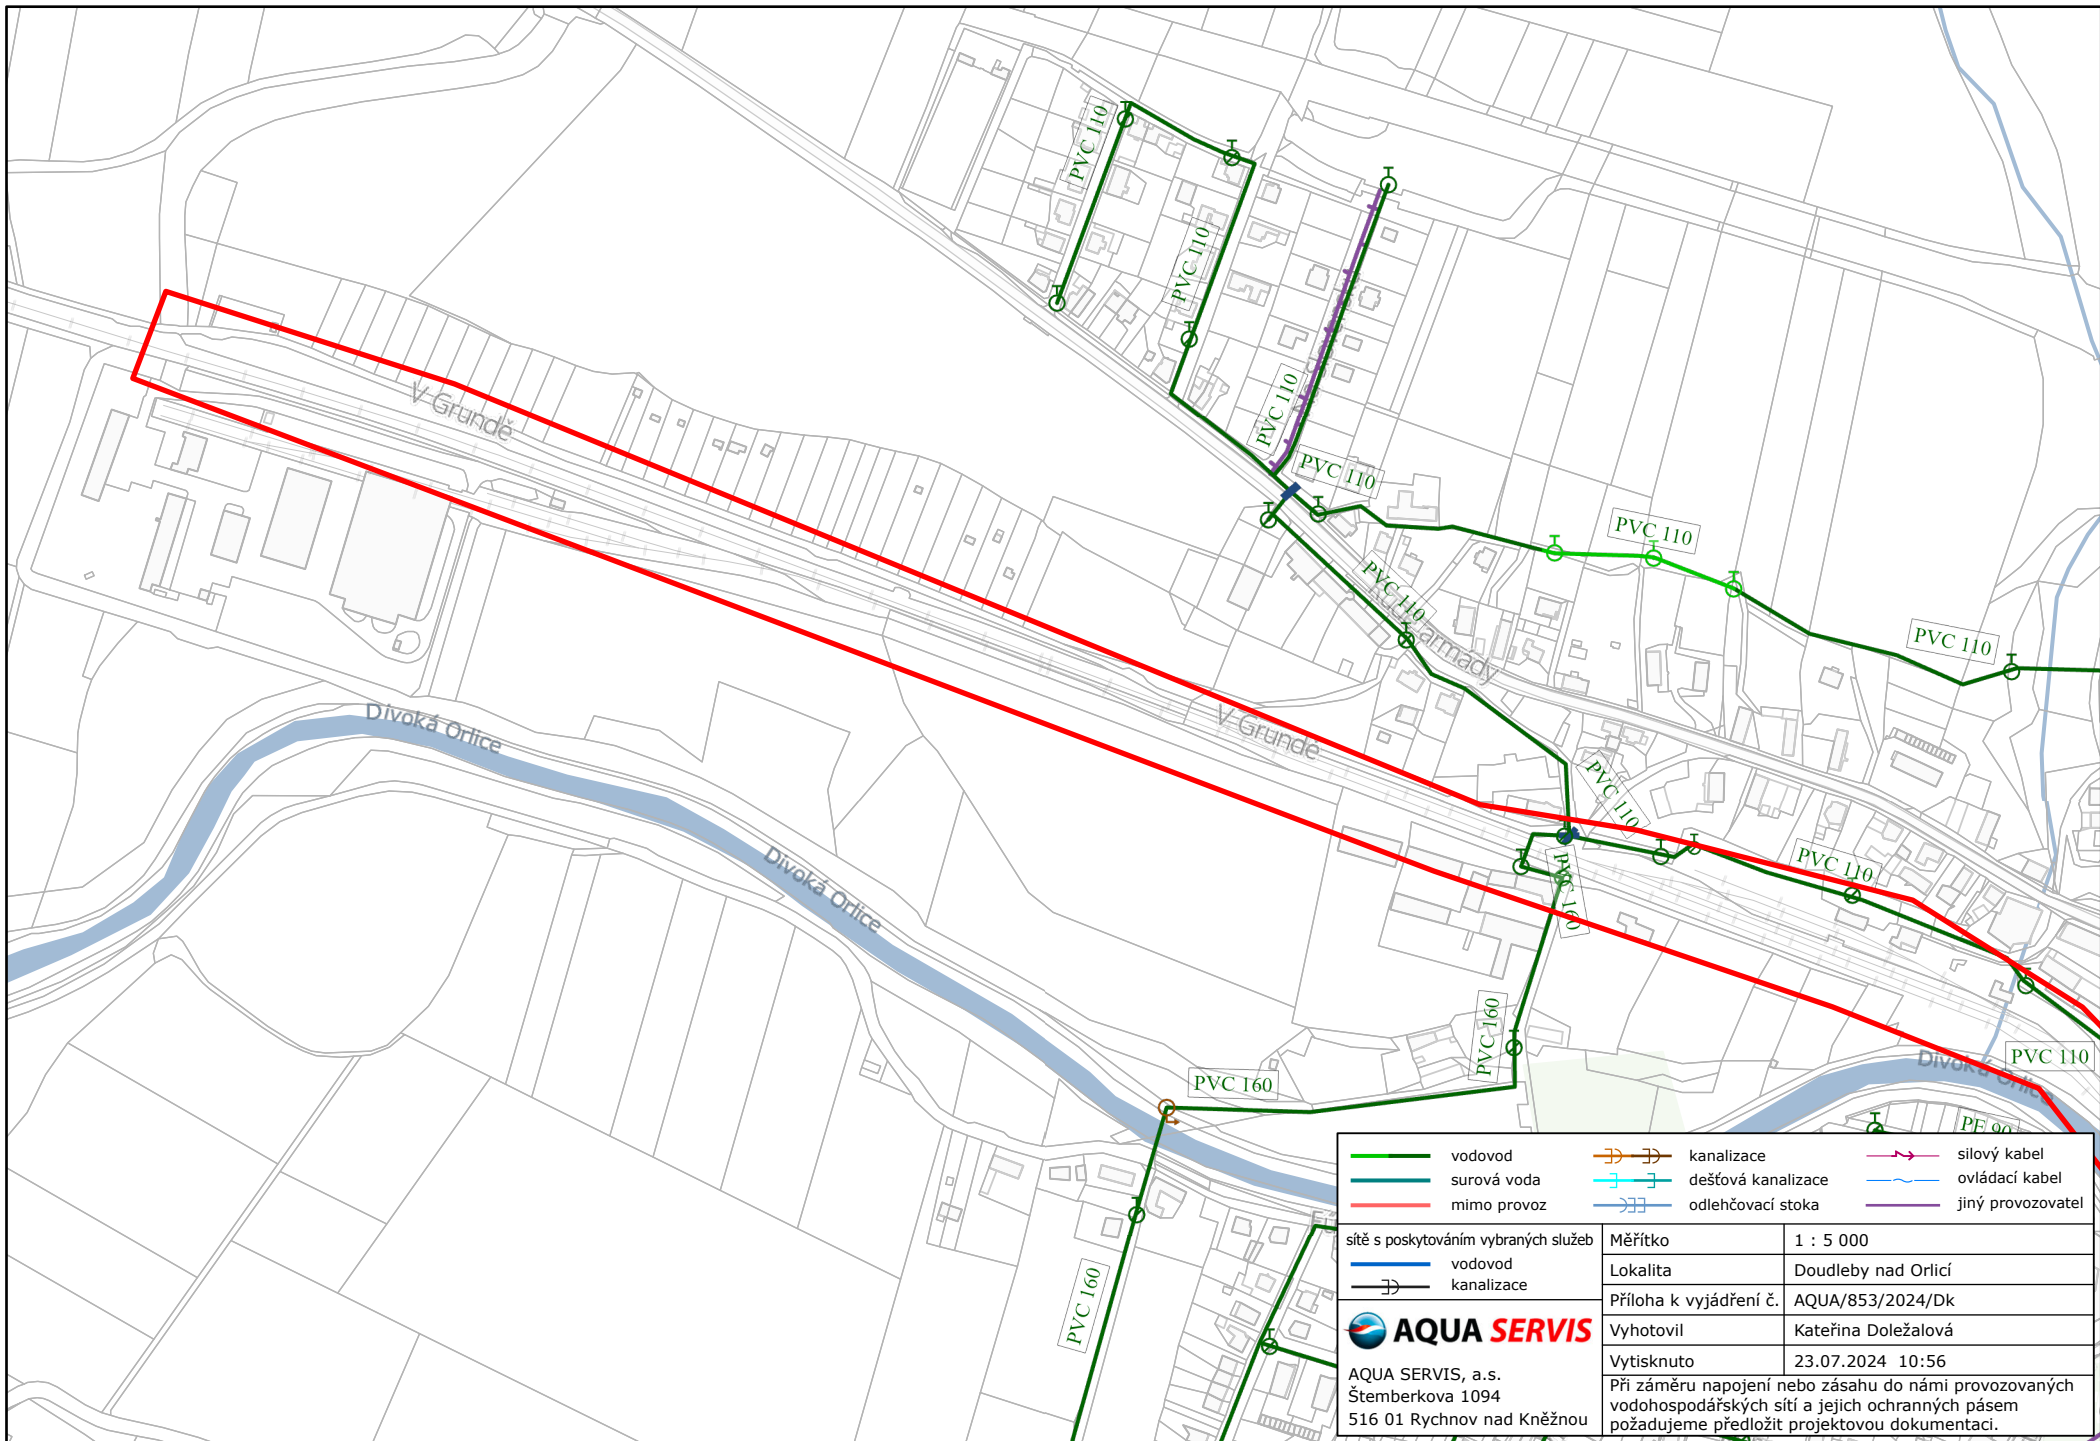 PVC 110
PVC 110
PVC 110
PVC 110
PVC 110
PVC 110
PVC 110
V Grundě
armády
V Grundě
PVC 110
PVC 110
PVC 160
Divoká Orlice
Divoká Orlice
PVC 160
PVC 160
PVC 110
Divoká Orlice
PE 90
PVC 160
vodovod
surová voda
mimo provoz
kanalizace
dešťová kanalizace
odlehčovací stoka
silový kabel
ovládací kabel
jiný provozovatel
sítě s poskytováním vybraných služeb
vodovod
kanalizace
Měřítko 1 : 5 000
Lokalita Doudleby nad Orlicí
Příloha k vyjádření č. AQUA/853/2024/Dk
Vyhotovil Kateřina Doležalová
Vytisknuto 23.07.2024 10:56
AQUA SERVIS
AQUA SERVIS, a.s.
Štemberkova 1094
516 01 Rychnov nad Kněžnou
Při záměru napojení nebo zásahu do námi provozovaných
vodohospodářských sítí a jejich ochranných pásem
požadujeme předložit projektovou dokumentaci.